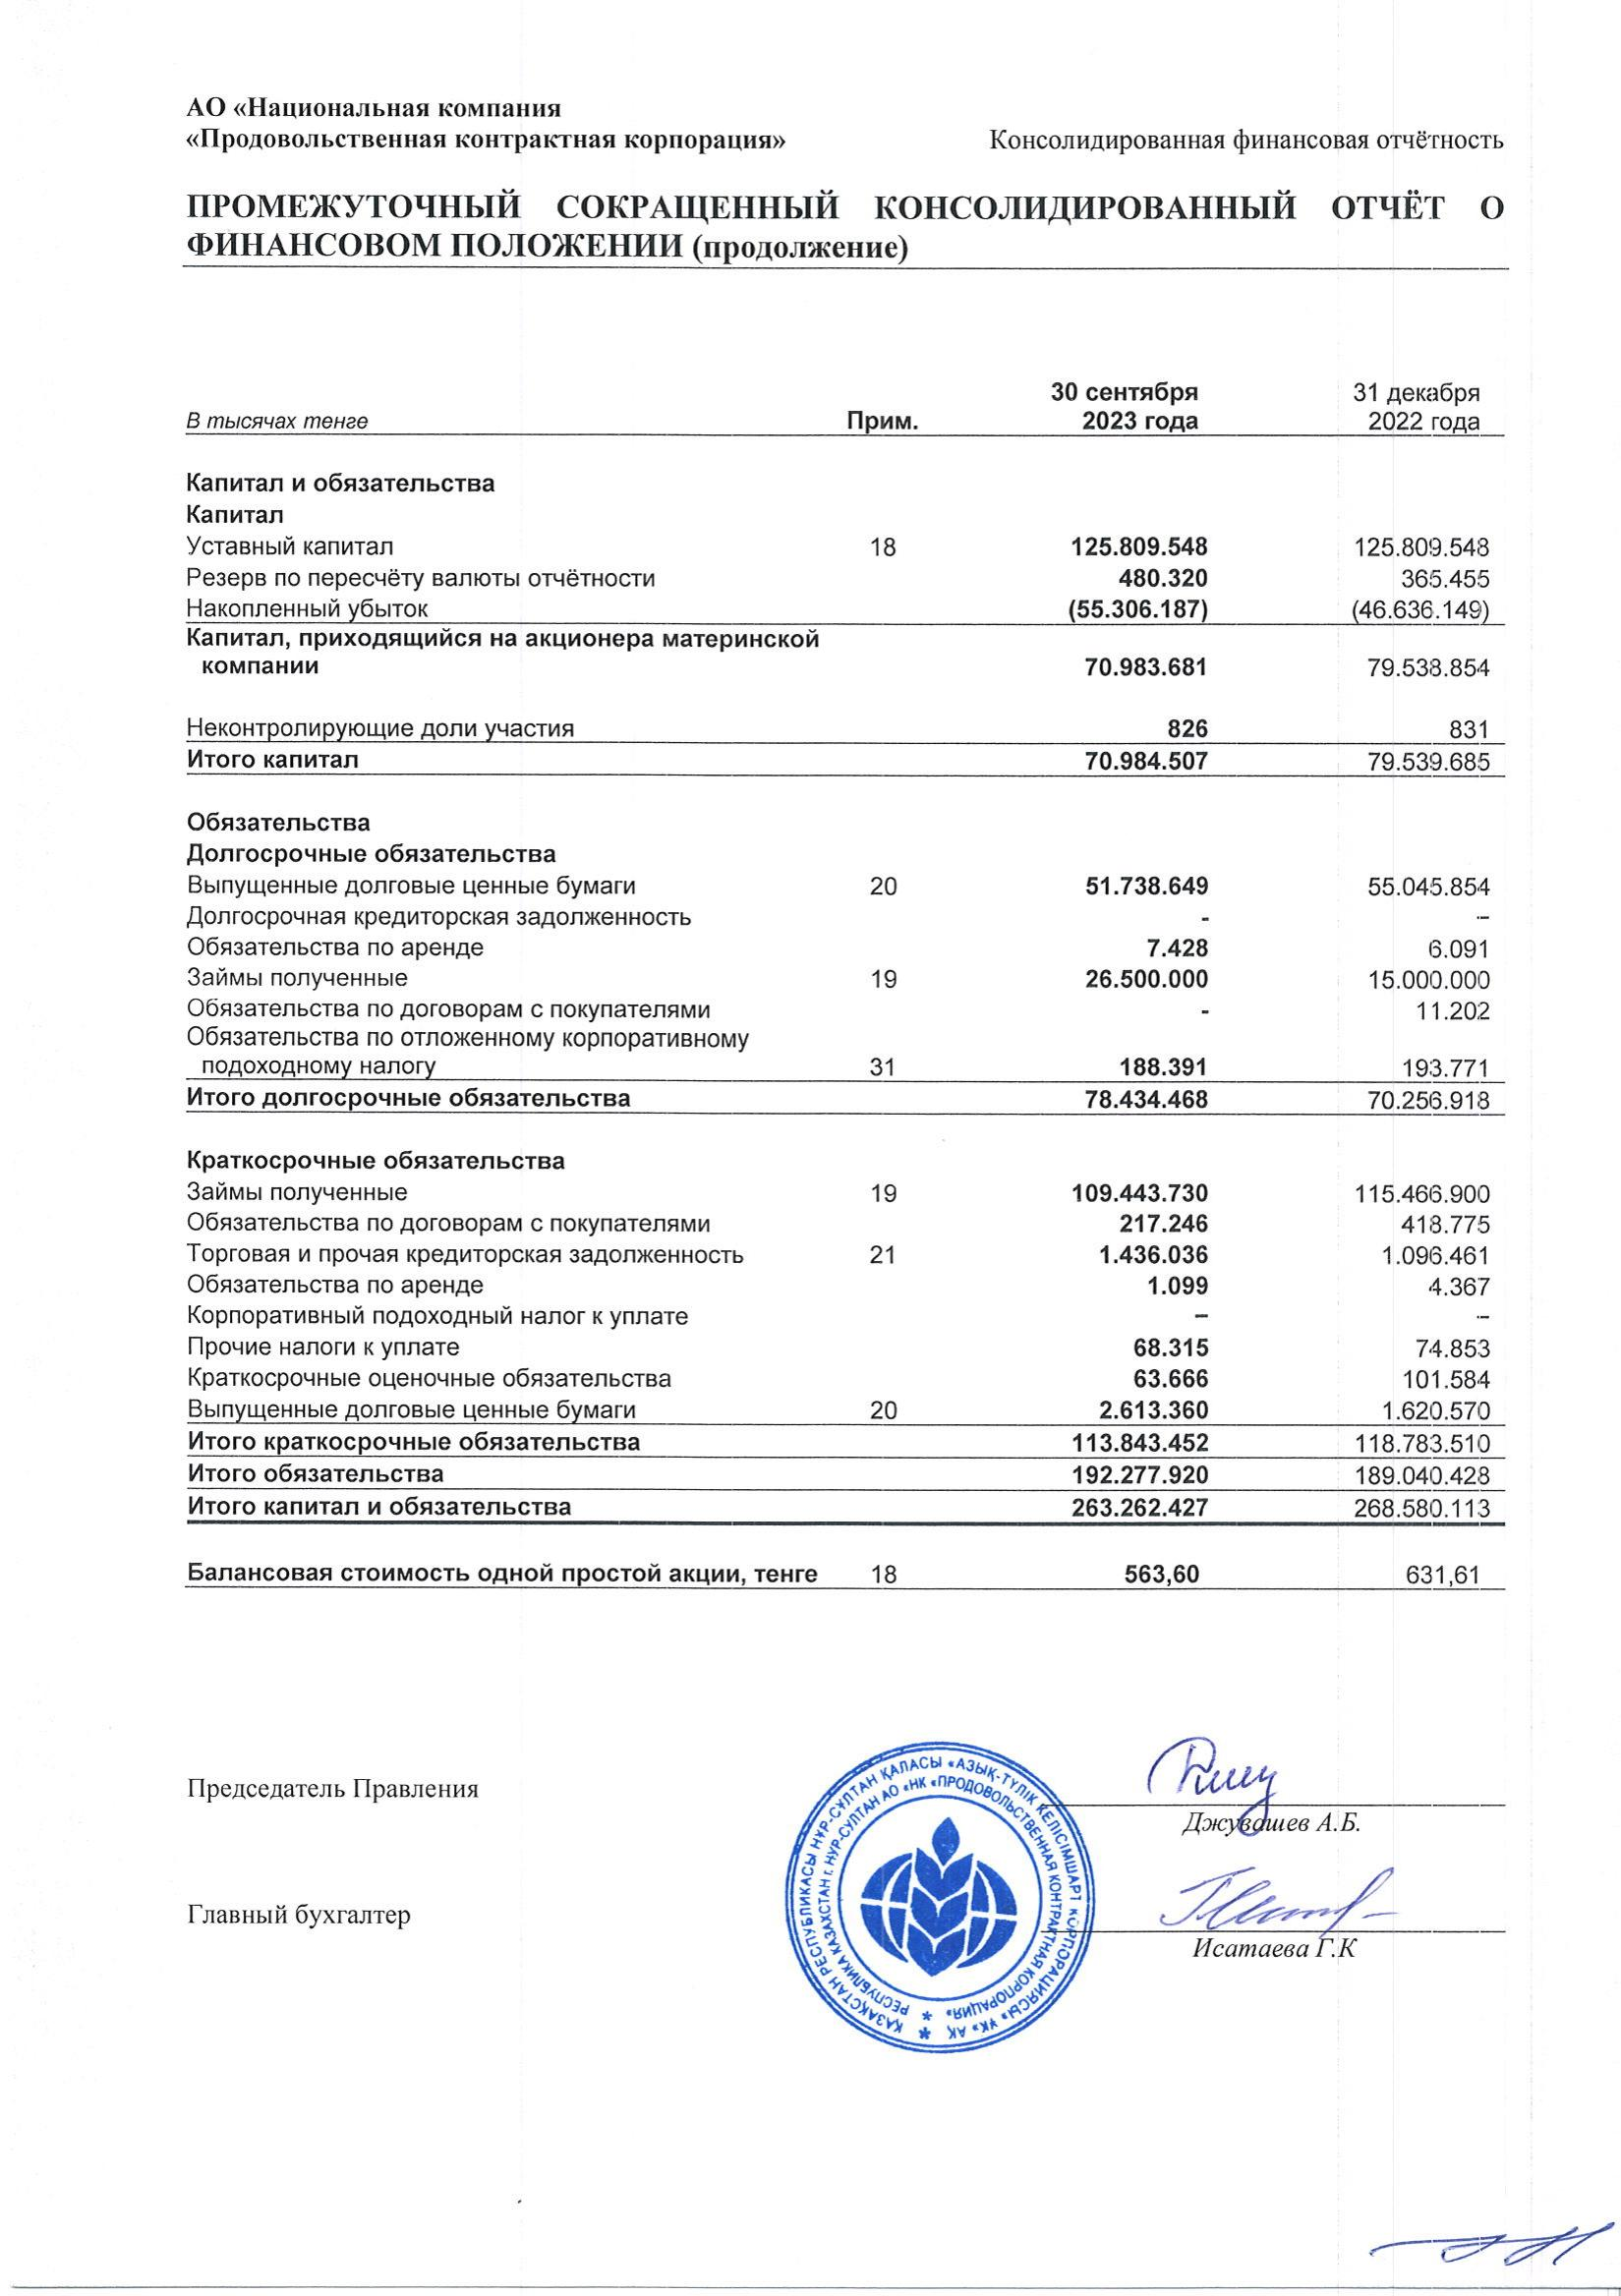 АО «Национальная компания
«Продовольственная контрактная корпорация» Консолидированная финансовая отчётность
ПРОМЕЖУТОЧНЫЙ СОКРАЩЕННЫЙ КОНСОЛИДИРОВАННЫЙ ОТЧЁТ О
ФИНАНСОВОМ ПОЛОЖЕНИИ (продолжение)
30 сентября 31 декабря
В тысячах тенге Прим. 2023 года 2022 года
Капитал и обязательства
Капитал
Уставный капитал 18 125.809.548 125.809.548
Резерв по пересчёту валюты отчётности 480.320 365.455
Накопленный убыток (55.306.187) (46.636.149)
Капитал, приходящийся на акционера материнской
компании 70.983.681 79.538.854
Неконтролирующие доли участия 826 831
Итого капитал 70.984.507 79.539.685
Обязательства
Долгосрочные обязательства
Выпущенные долговые ценные бумаги 20 51.738.649 55.045.854
Долгосрочная кредиторская задолженность - –
Обязательства по аренде 7.428 6.091
Займы полученные 19 26.500.000 15.000.000
Обязательства по договорам с покупателями - 11.202
Обязательства по отложенному корпоративному
подоходному налогу 31 188.391 193.771
Итого долгосрочные обязательства 78.434.468 70.256.918
Краткосрочные обязательства
Займы полученные 19 109.443.730 115.466.900
Обязательства по договорам с покупателями 217.246 418.775
Торговая и прочая кредиторская задолженность 21 1.436.036 1.096.461
Обязательства по аренде 1.099 4.367
Корпоративный подоходный налог к уплате – –
Прочие налоги к уплате 68.315 74.853
Краткосрочные оценочные обязательства 63.666 101.584
Выпущенные долговые ценные бумаги 20 2.613.360 1.620.570
Итого краткосрочные обязательства 113.843.452 118.783.510
Итого обязательства 192.277.920 189.040.428
Итого капитал и обязательства 263.262.427 268.580.113
Балансовая стоимость одной простой акции, тенге 18 563,60 631,61
Председатель Правления
Джувашев А.Б.
Главный бухгалтер
Исатаева Г.К
ҚАЗАҚСТАН РЕСПУБЛИКАСЫ НҰР-СҰЛТАН ҚАЛАСЫ «АЗЫҚ-ТҮЛІК КЕЛІСІМШАРТ КОРПОРАЦИЯСЫ» ҰК» АҚ
РЕСПУБЛИКА КАЗАХСТАН г. НУР-СУЛТАН АО «НК «ПРОДОВОЛЬСТВЕННАЯ КОНТРАКТНАЯ КОРПОРАЦИЯ»